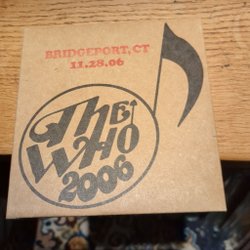 BRIDGEPORT, CT
11.28.06
THE
WHO
2006